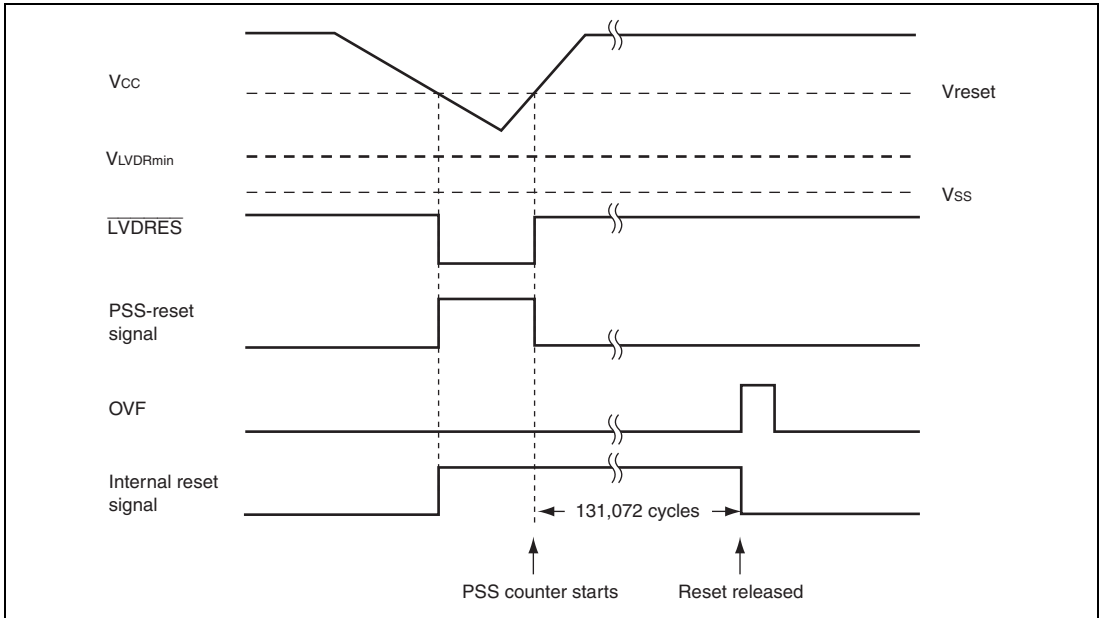 Vcc
Vreset
VLVDRmin
Vss
LVDRES
PSS-reset
signal
OVF
Internal reset
signal
131,072 cycles
PSS counter starts
Reset released